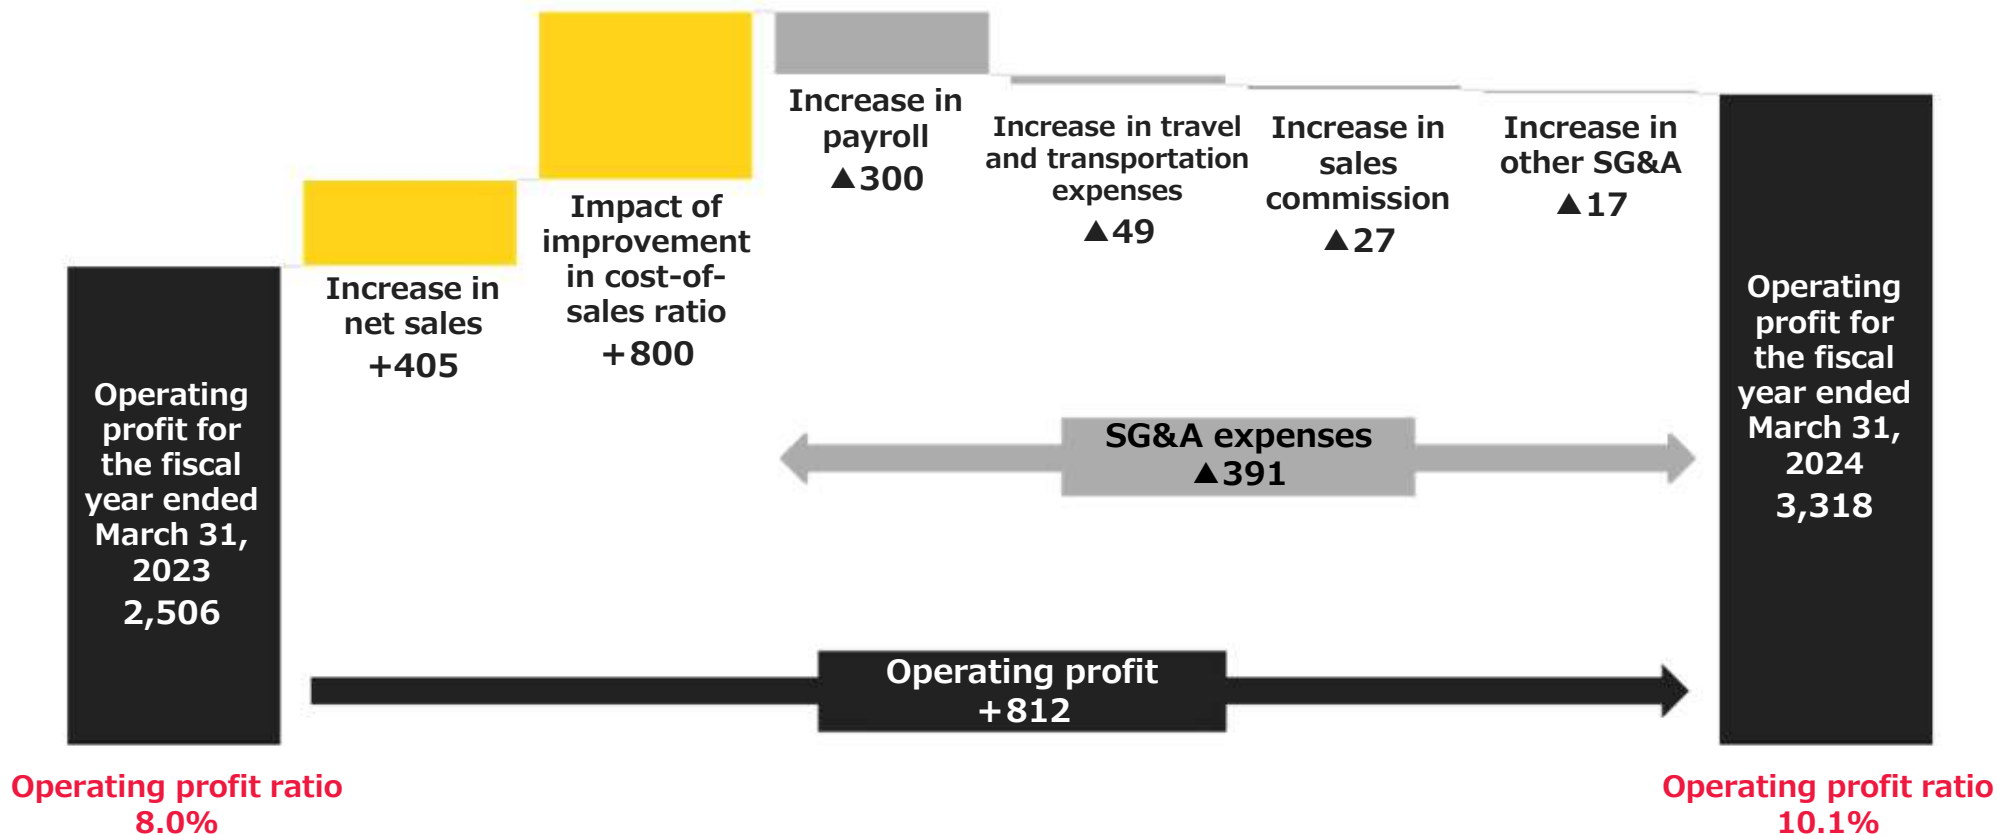 Operating
profit for
the fiscal
year ended
March 31,
2023
2,506
Increase in
net sales
+405
Impact of
improvement
in cost-of-
sales ratio
+800
Increase in
payroll
▲300
Increase in travel
and transportation
expenses
▲49
Increase in
sales
commission
▲27
Increase in
other SG&A
▲17
SG&A expenses
▲391
Operating profit
+812
Operating
profit for
the fiscal
year ended
March 31,
2024
3,318
Operating profit ratio
8.0%
Operating profit ratio
10.1%